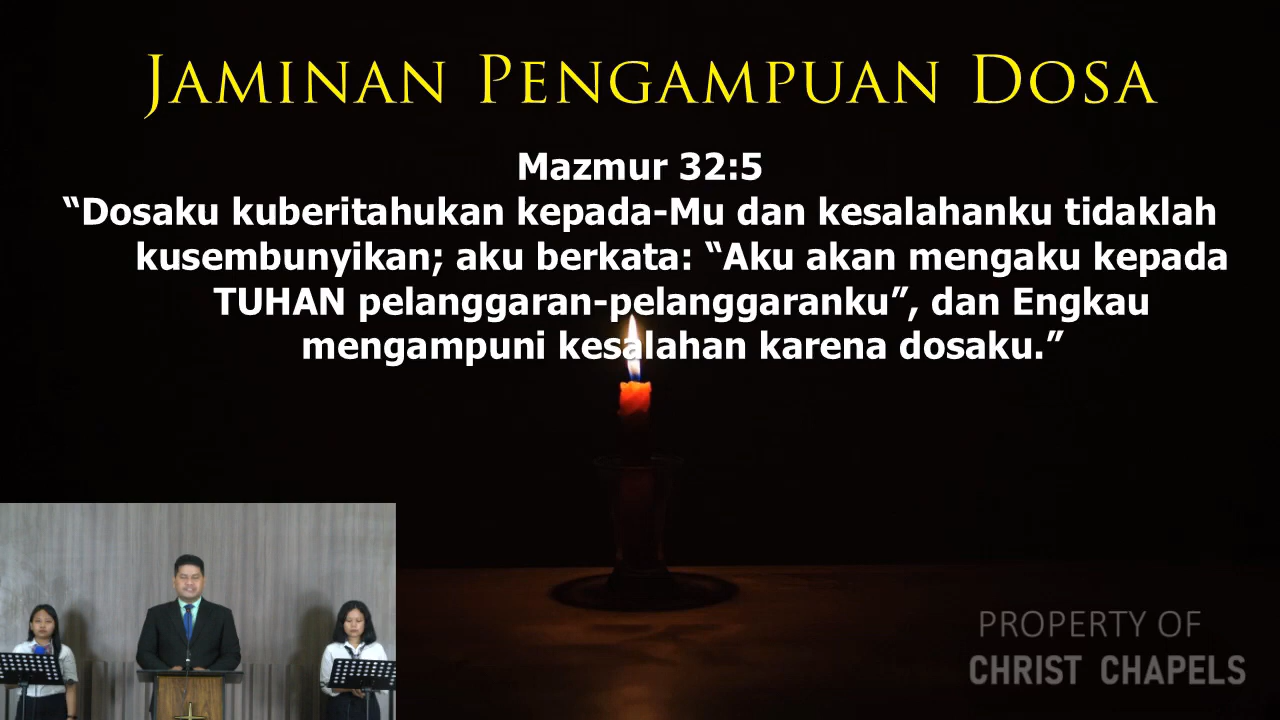 JAMINAN PENGAMPUAN DOSA
Mazmur 32:5
“Dosaku kuberitahukan kepada-Mu dan kesalahanku tidaklah
kusembunyikan; aku berkata: “Aku akan mengaku kepada
TUHAN pelanggaran-pelanggaranku”, dan Engkau
mengampuni kesalahan karena dosaku.”
PROPERTY OF
CHRIST CHAPELS